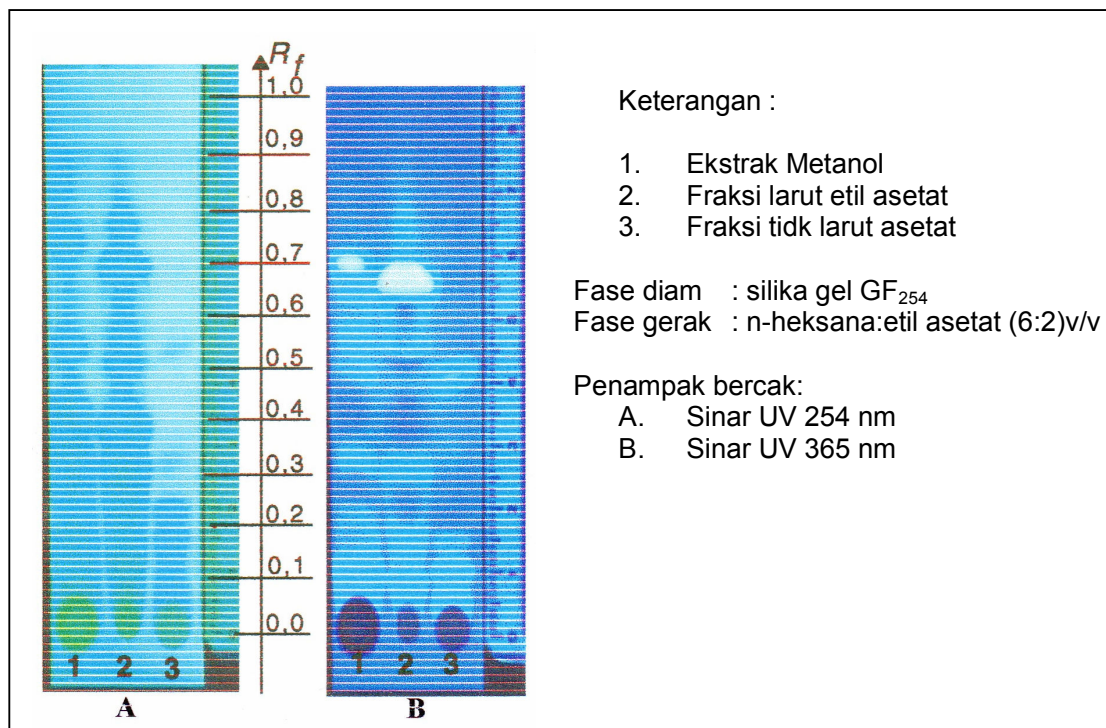 R_f
1,0
0,9
0,8
0,7
0,6
0,5
0,4
0,3
0,2
0,1
0,0
1 2 3
A
1 2 3
B
Keterangan :
1. Ekstrak Metanol
2. Fraksi larut etil asetat
3. Fraksi tidk larut asetat
Fase diam : silika gel GF₂₅₄
Fase gerak : n-heksana:etil asetat (6:2)v/v
Penampak bercak:
A. Sinar UV 254 nm
B. Sinar UV 365 nm